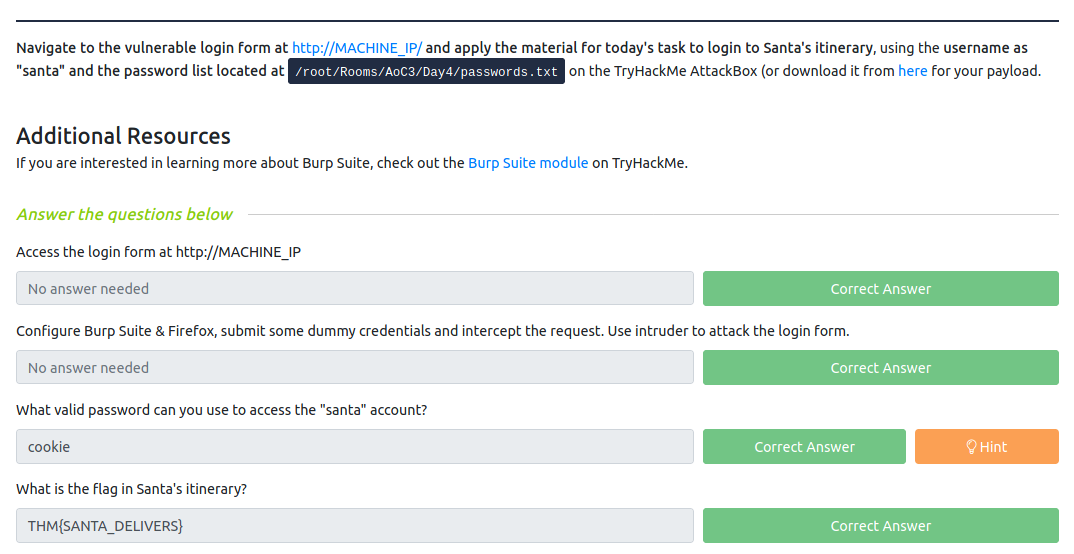 Navigate to the vulnerable login form at http://MACHINE_IP/ and apply the material for today's task to login to Santa's itinerary, using the username as
"santa" and the password list located at /root/Rooms/AoC3/Day4/passwords.txt on the TryHackMe AttackBox (or download it from here for your payload.
Additional Resources
If you are interested in learning more about Burp Suite, check out the Burp Suite module on TryHackMe.
Answer the questions below
Access the login form at http://MACHINE_IP
No answer needed Correct Answer
Configure Burp Suite & Firefox, submit some dummy credentials and intercept the request. Use intruder to attack the login form.
No answer needed Correct Answer
What valid password can you use to access the "santa" account?
cookie Correct Answer Hint
What is the flag in Santa's itinerary?
THM{SANTA_DELIVERS} Correct Answer